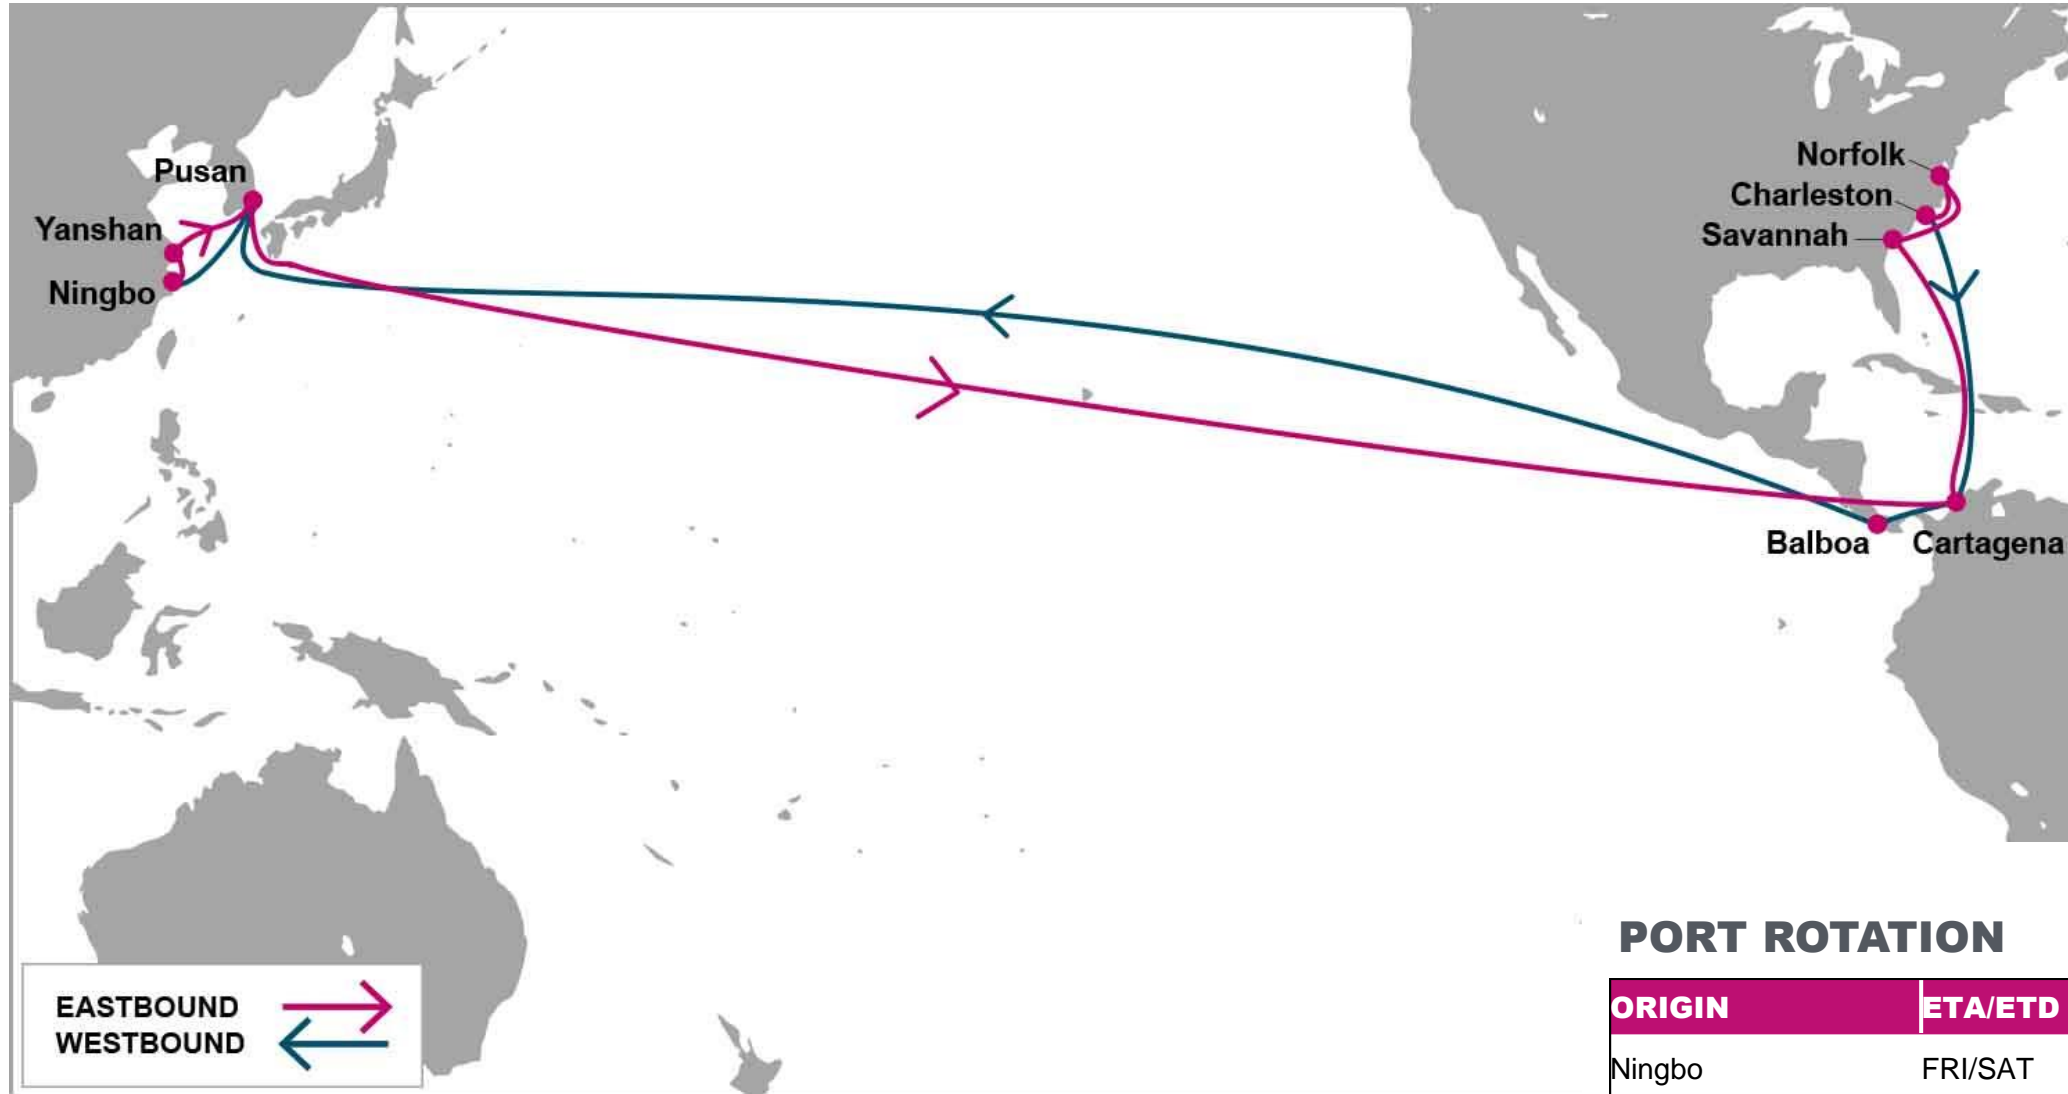 Pusan
Yanshan
Ningbo
Norfolk
Charleston
Savannah
Balboa
Cartagena
EASTBOUND
WESTBOUND
PORT ROTATION
ORIGIN ETA/ETD
Ningbo FRI/SAT